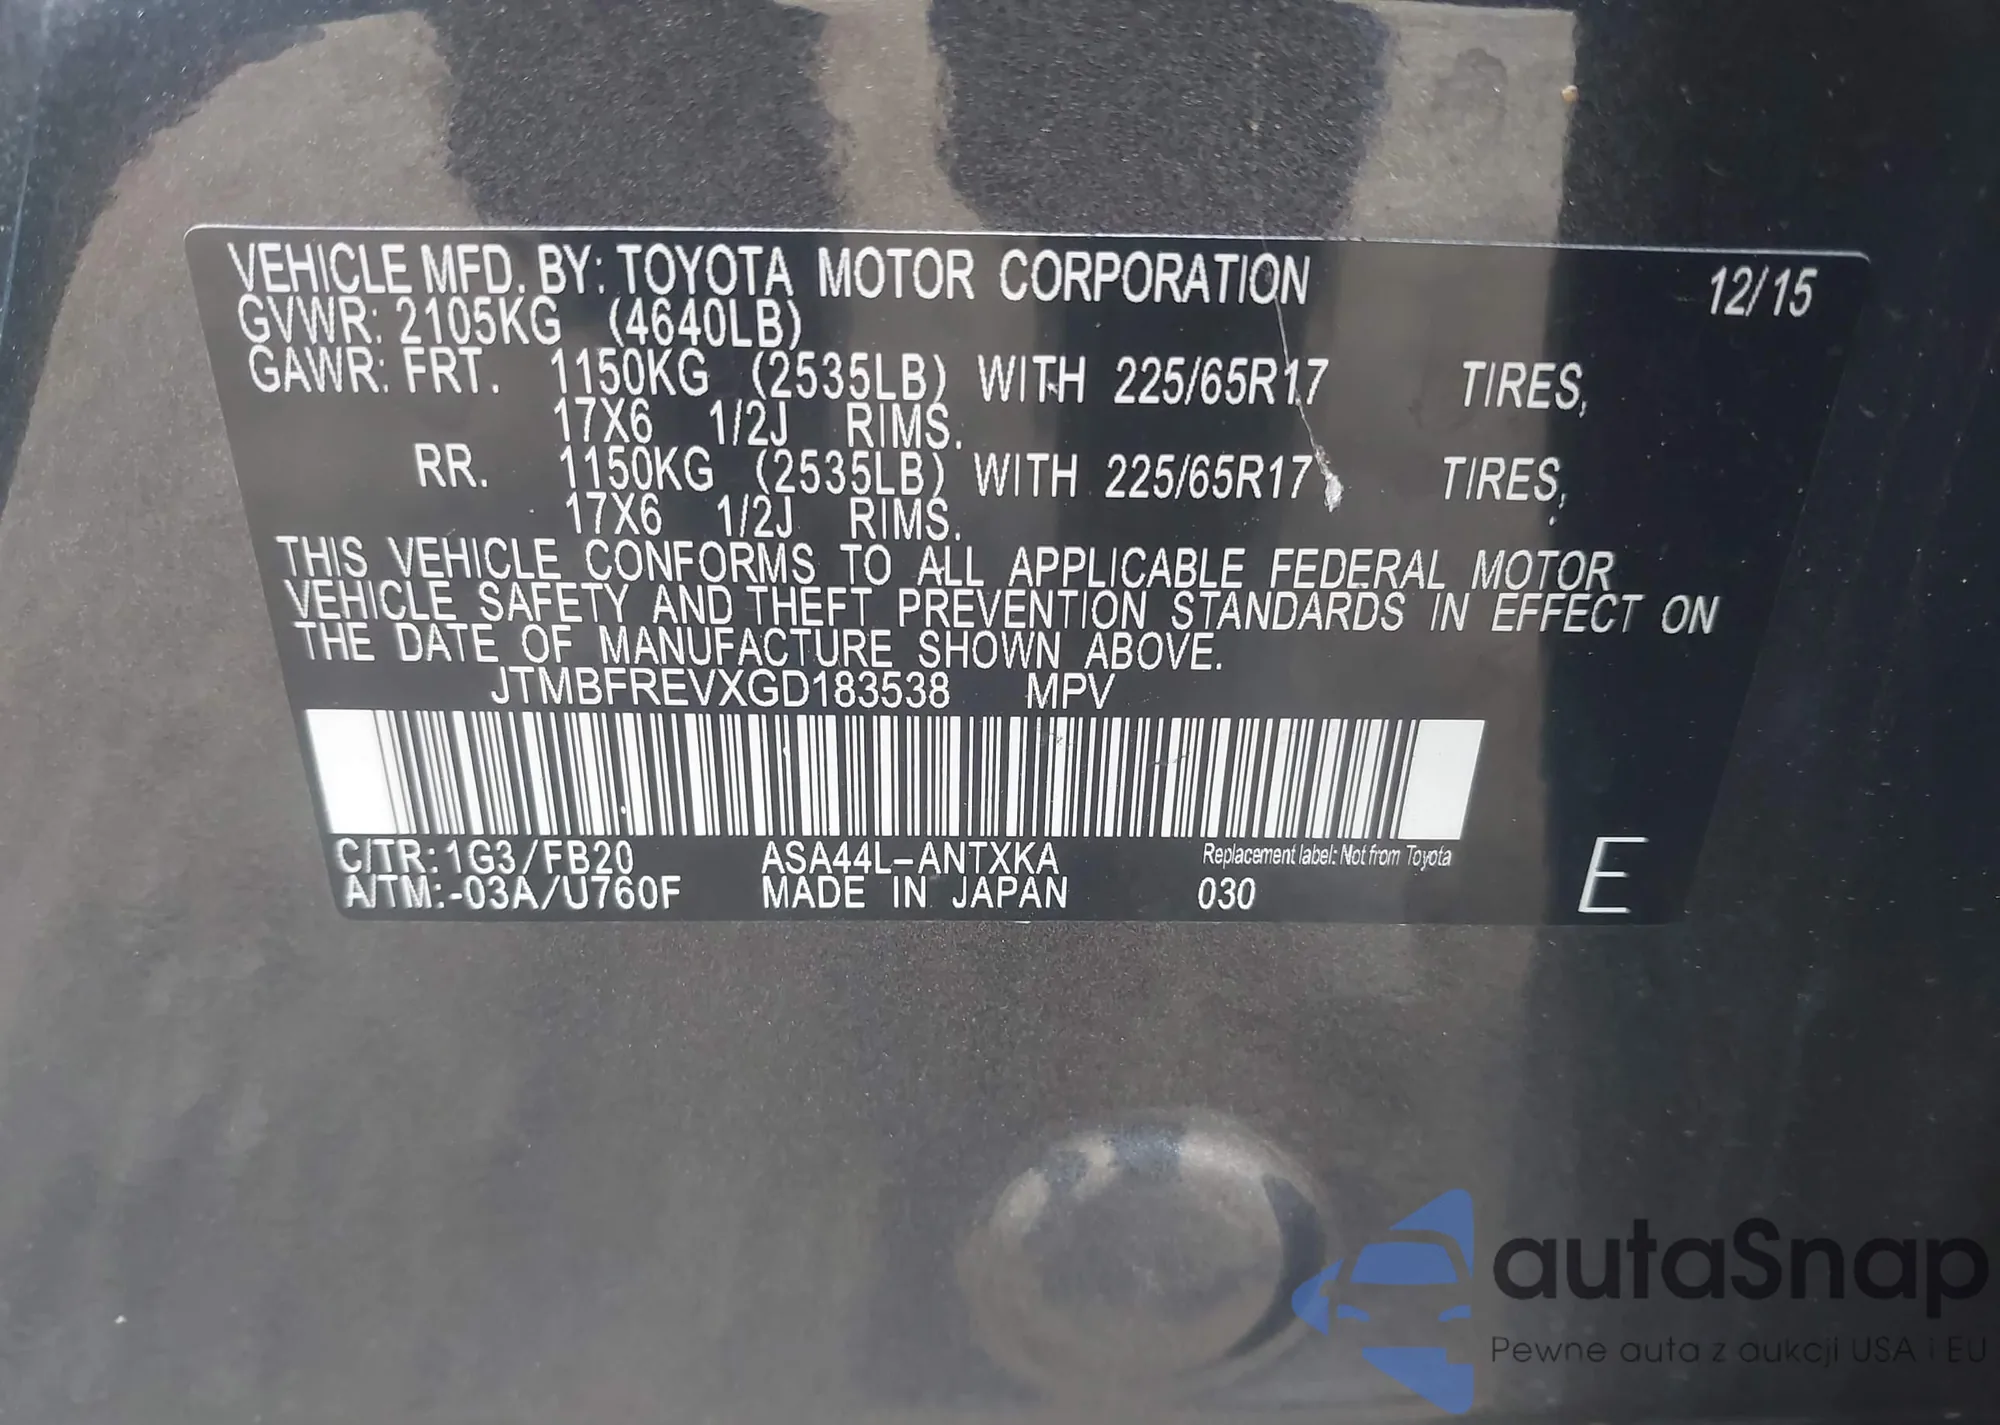 VEHICLE MFD. BY: TOYOTA MOTOR CORPORATION 12/15
GVWR: 2105KG (4640LB)
GAWR: FRT. 1150KG (2535LB) WITH 225/65R17 TIRES,
17X6 1/2J RIMS.
RR. 1150KG (2535LB) WITH 225/65R17 TIRES,
17X6 1/2J RIMS.
THIS VEHICLE CONFORMS TO ALL APPLICABLE FEDERAL MOTOR
VEHICLE SAFETY AND THEFT PREVENTION STANDARDS IN EFFECT ON
THE DATE OF MANUFACTURE SHOWN ABOVE.
JTMBFREVXGD183538 MPV
C/TR: 1G3/FB20 ASA44L-ANTXKA Replacement label: Not from Toyota
A/TM:-03A/U760F MADE IN JAPAN 030 E
autaSnap
Pewne auta z aukcji USA i EU